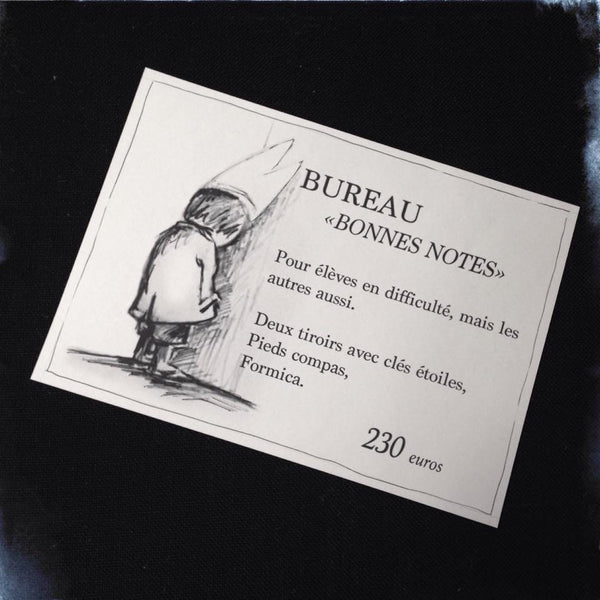 BUREAU
«BONNES NOTES»
Pour élèves en difficulté, mais les
autres aussi.
Deux tiroirs avec clés étoiles,
Pieds compas,
Formica.
230 euros